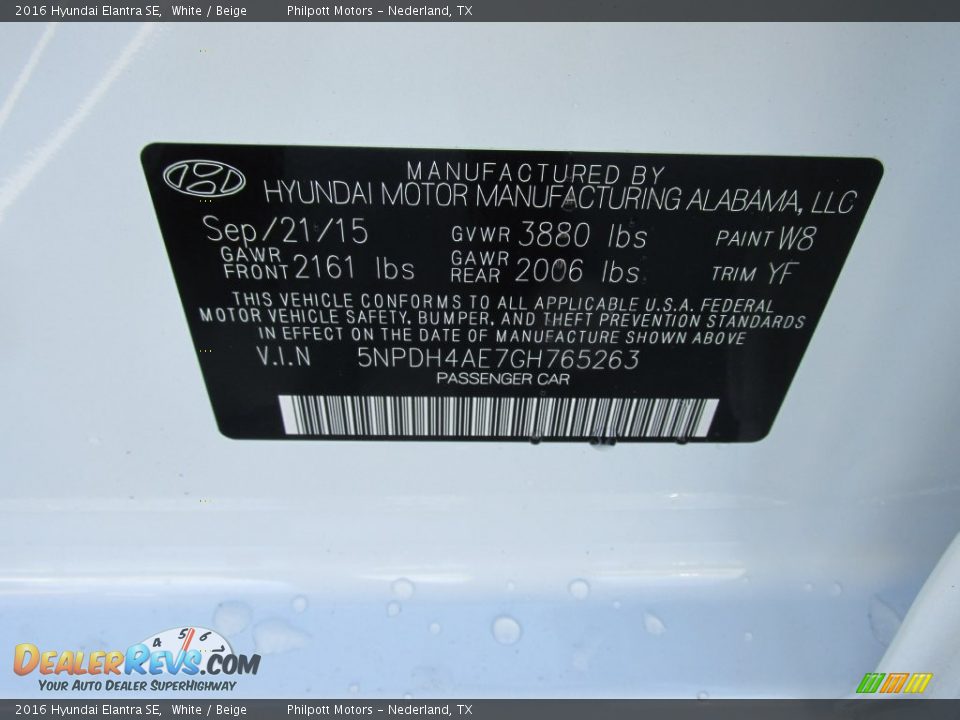 2016 Hyundai Elantra SE, White / Beige Philpott Motors - Nederland, TX
MANUFACTURED BY
HYUNDAI MOTOR MANUFACTURING ALABAMA, LLC
Sep/21/15 GVWR 3880 lbs PAINT W8
GAWR FRONT 2161 lbs GAWR REAR 2006 lbs TRIM YF
THIS VEHICLE CONFORMS TO ALL APPLICABLE U.S.A. FEDERAL
MOTOR VEHICLE SAFETY, BUMPER, AND THEFT PREVENTION STANDARDS
IN EFFECT ON THE DATE OF MANUFACTURE SHOWN ABOVE
V.I.N 5NPDH4AE7GH765263
PASSENGER CAR
4 5 6 7
DEALERREVS.COM
YOUR AUTO DEALER SUPERHIGHWAY
2016 Hyundai Elantra SE, White / Beige Philpott Motors - Nederland, TX